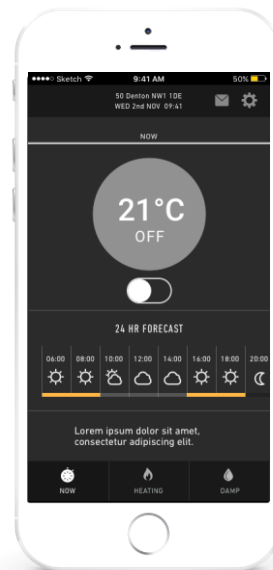 Sketch 9:41 AM 50%
50 Denton NW1 1DE
WED 2nd NOV 09:41
NOW
21°C
OFF
24 HR FORECAST
06:00 08:00 10:00 12:00 14:00 16:00 18:00 20:00
Lorem ipsum dolor sit amet,
consectetur adipiscing elit.
NOW HEATING DAMP